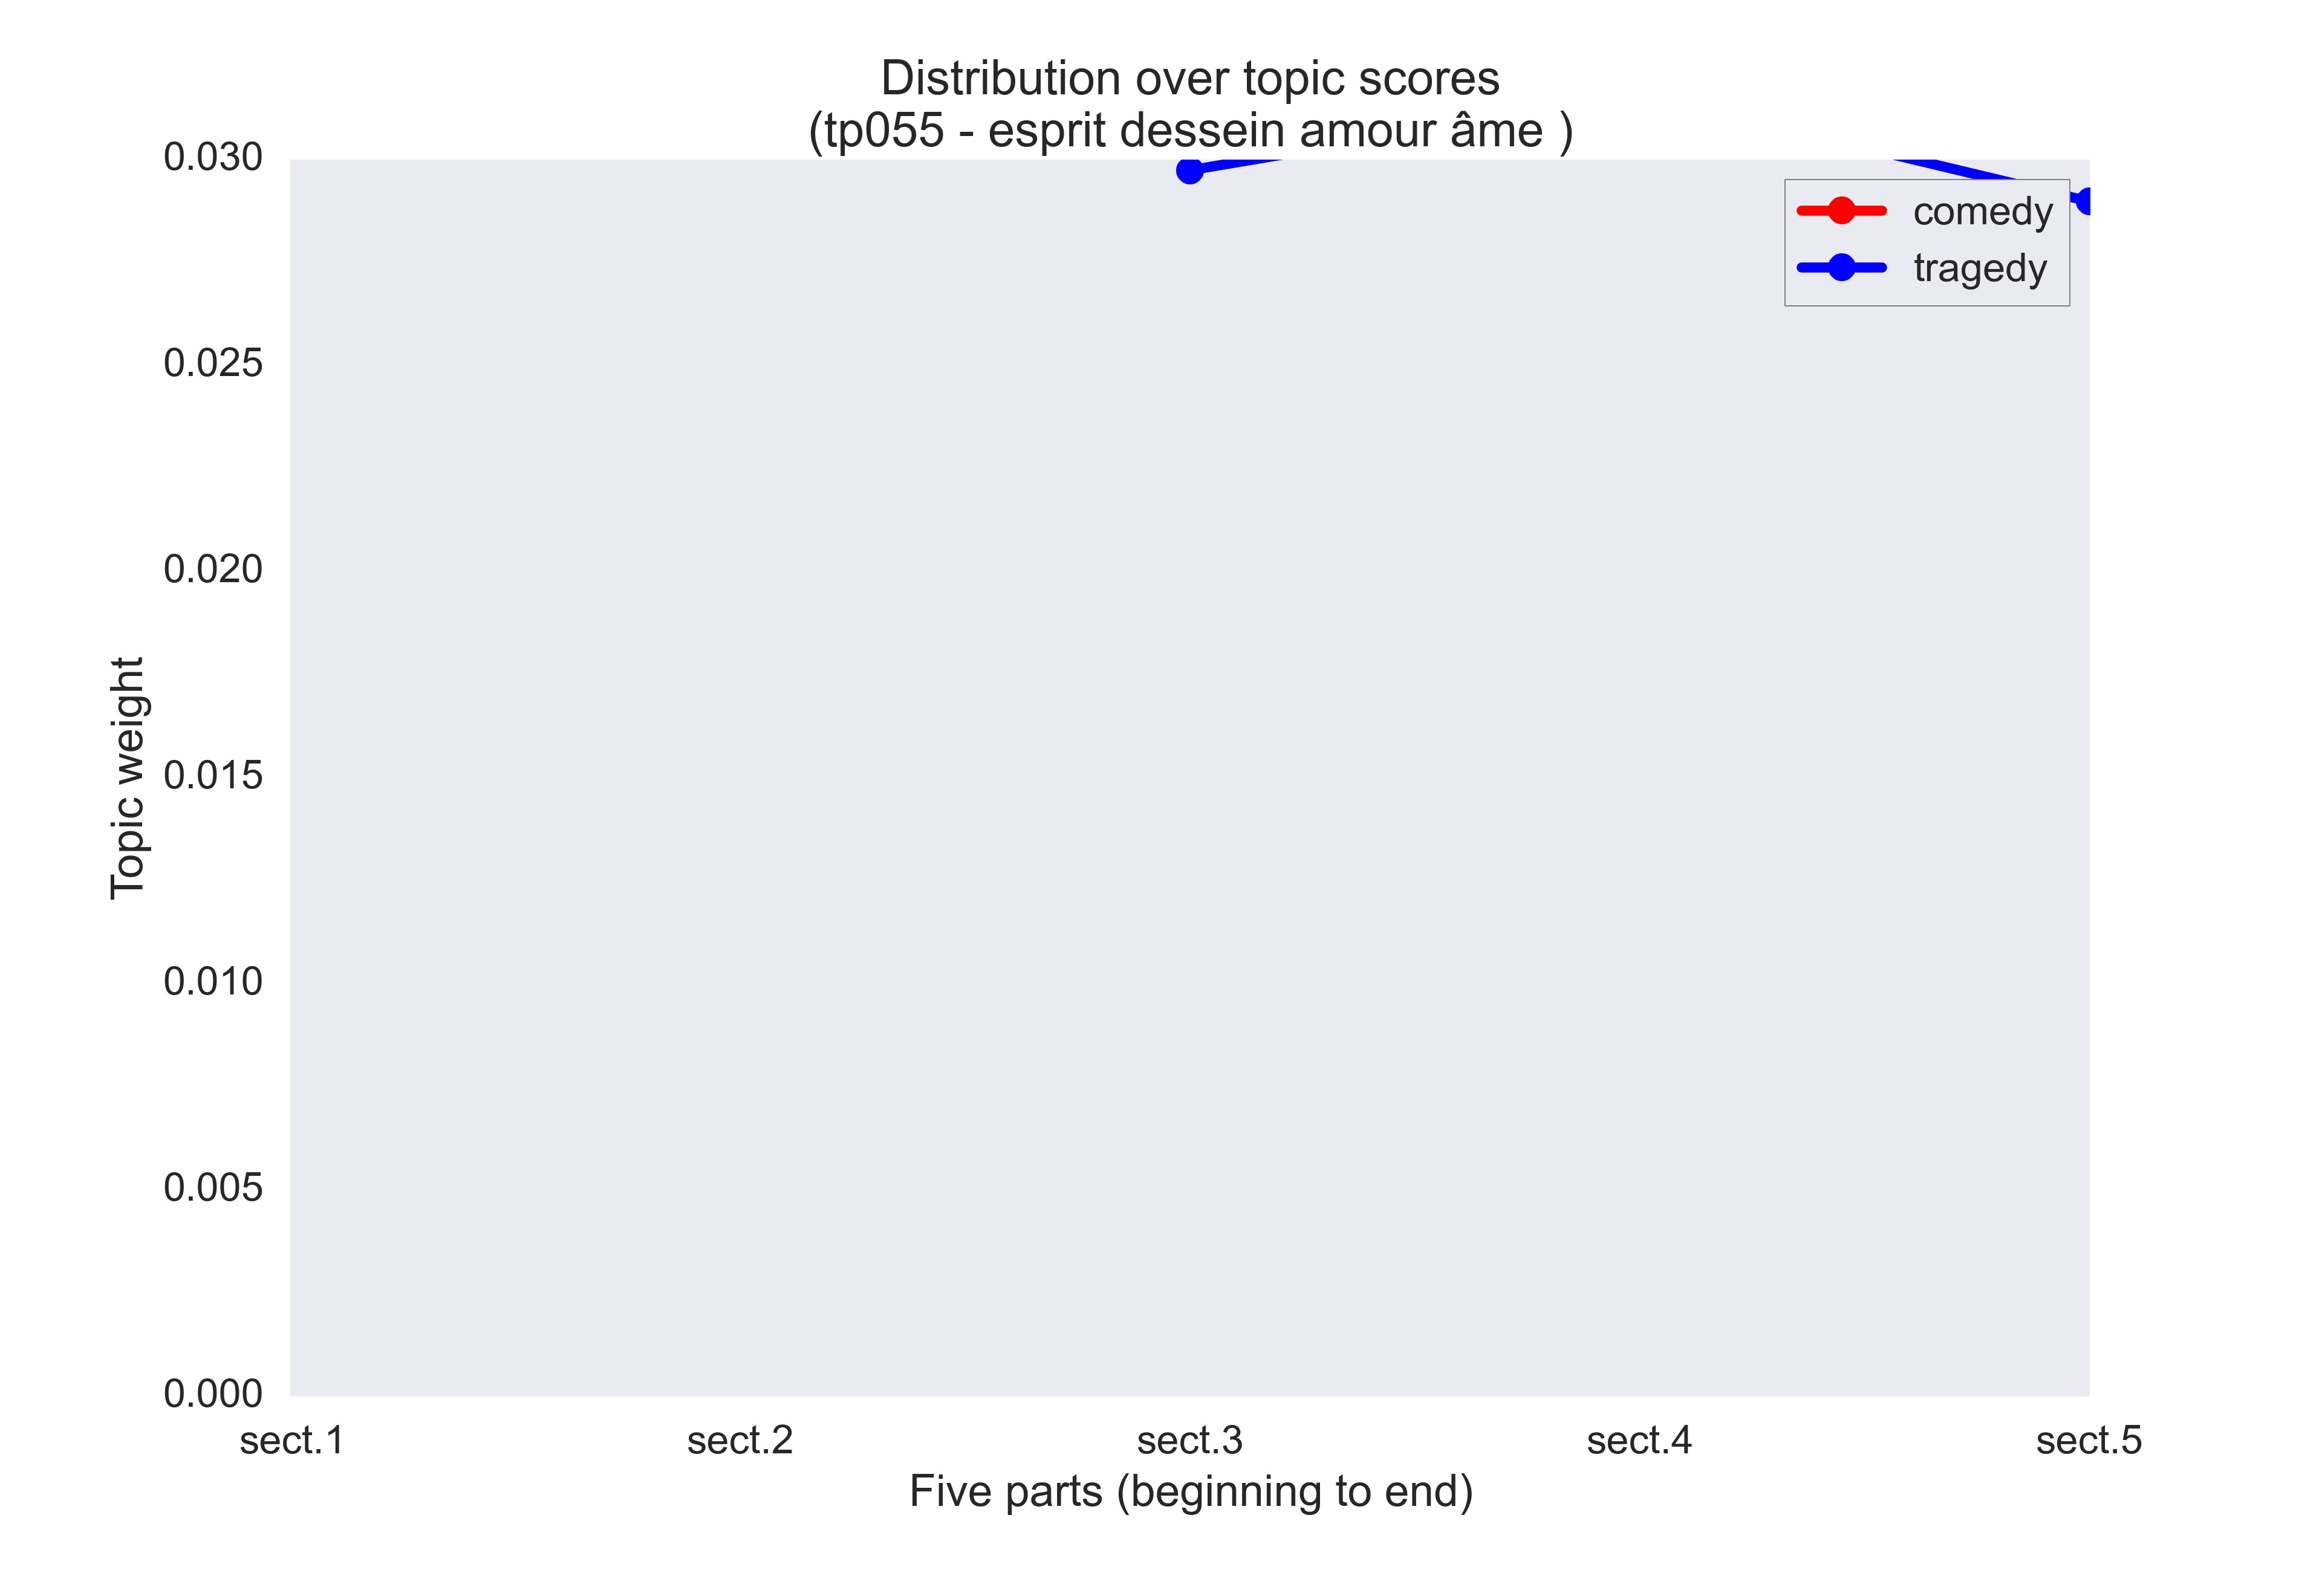 Distribution over topic scores
(tp055 - esprit dessein amour âme )
0.030
0.025
0.020
0.015
0.010
0.005
0.000
Topic weight
comedy
tragedy
sect.1 sect.2 sect.3 sect.4 sect.5
Five parts (beginning to end)